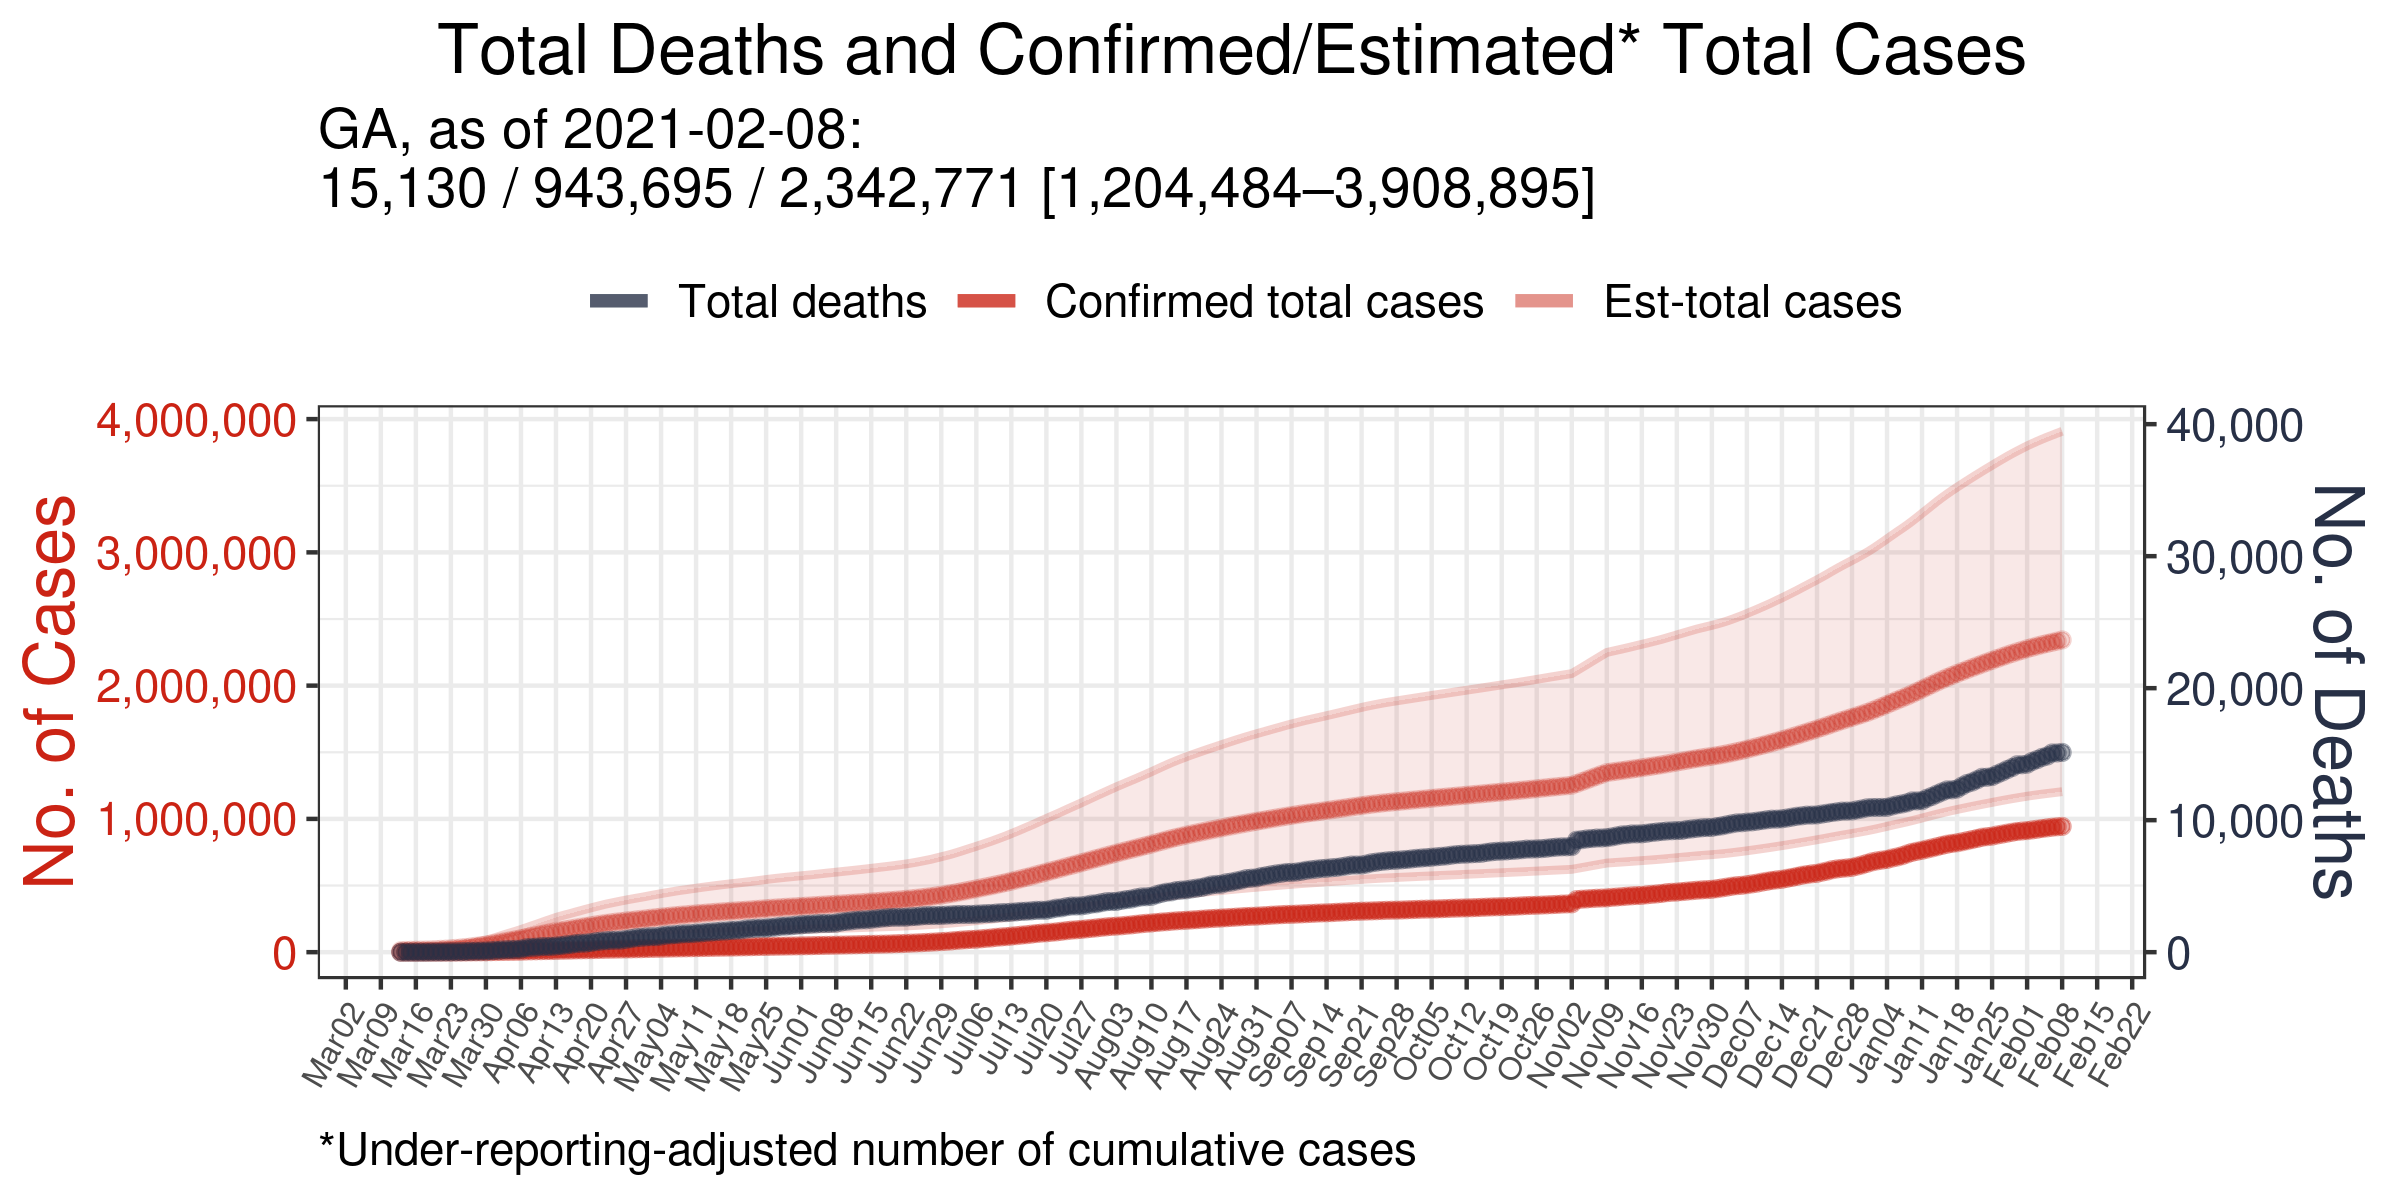 Total Deaths and Confirmed/Estimated* Total Cases
GA, as of 2021-02-08:
15,130 / 943,695 / 2,342,771 [1,204,484–3,908,895]
Total deaths
Confirmed total cases
Est-total cases
No. of Cases
4,000,000
3,000,000
2,000,000
1,000,000
0
40,000
30,000
20,000
10,000
0
No. of Deaths
Mar02
Mar09
Mar16
Mar23
Mar30
Apr06
Apr13
Apr20
Apr27
May04
May11
May18
May25
Jun01
Jun08
Jun15
Jun22
Jun29
Jul06
Jul13
Jul20
Jul27
Aug03
Aug10
Aug17
Aug24
Aug31
Sep07
Sep14
Sep21
Sep28
Oct05
Oct12
Oct19
Oct26
Nov02
Nov09
Nov16
Nov23
Nov30
Dec07
Dec14
Dec21
Dec28
Jan04
Jan11
Jan18
Jan25
Feb01
Feb08
Feb15
Feb22
*Under-reporting-adjusted number of cumulative cases